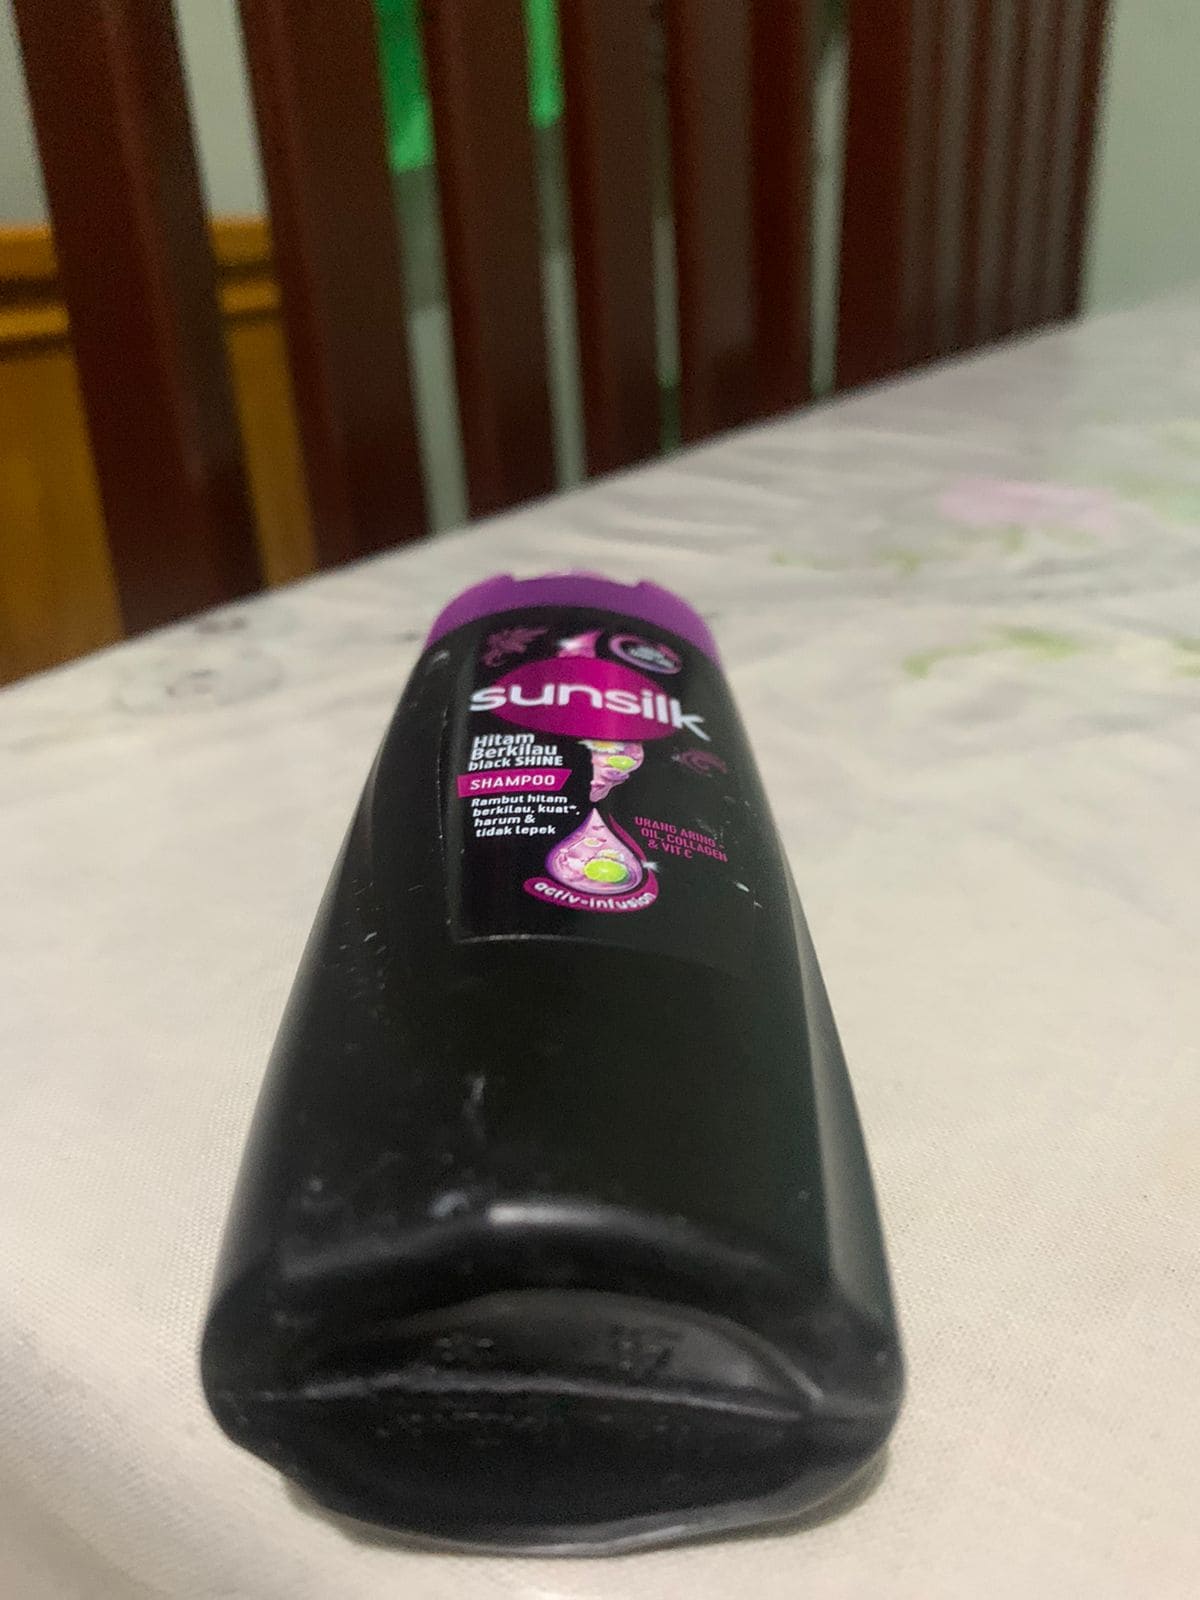 sunsilk
Hitam
Berkilau
black SHINE
SHAMPOO
Rambut hitam
berkilau, kuat*,
harum &
tidak lepek
URANG ARING -
OIL, COLLAGEN
& VIT C
activ-infusion